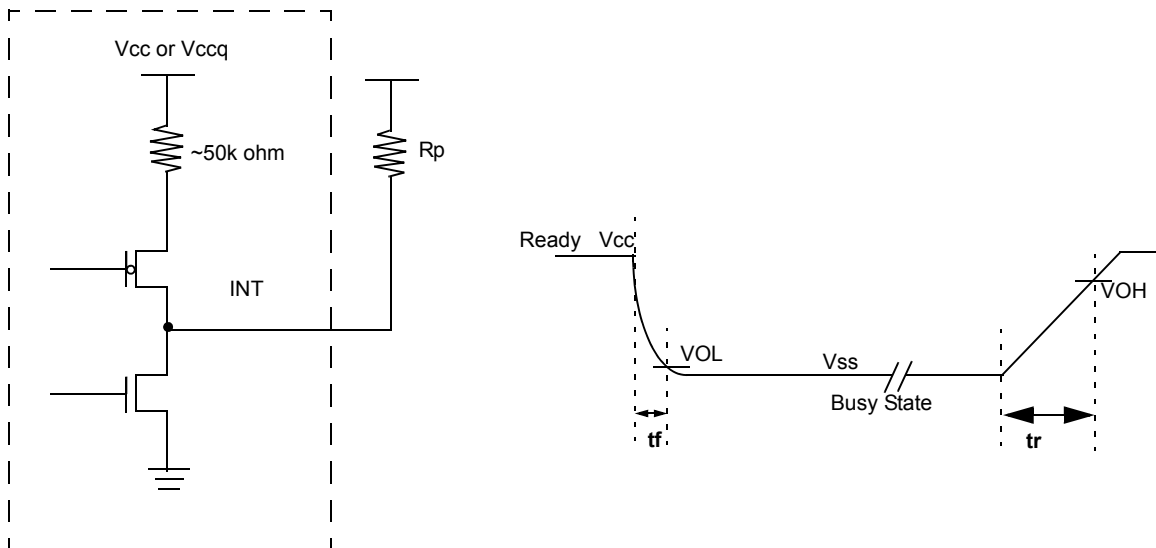 Vcc or Vccq
~50k ohm
Rp
INT
Ready Vcc
VOL
Vss
Busy State
VOH
tf
tr